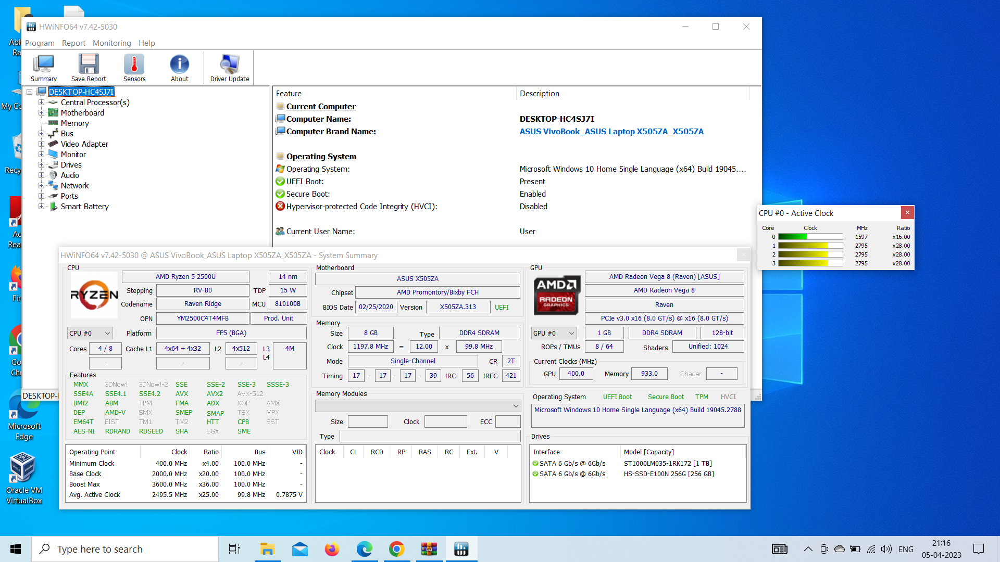 HWiNFO64 v7.42-5030
Program Report Monitoring Help
Summary Save Report Sensors About Driver Update
DESKTOP-HC4SJ7I
Central Processor(s)
Motherboard
Memory
Bus
Video Adapter
Monitor
Drives
Audio
Network
Ports
Smart Battery
Feature Description
Current Computer
Computer Name: DESKTOP-HC4SJ7I
Computer Brand Name: ASUS VivoBook_ASUS Laptop X505ZA_X505ZA
Operating System
Operating System: Microsoft Windows 10 Home Single Language (x64) Build 19045....
UEFI Boot: Present
Secure Boot: Enabled
Hypervisor-protected Code Integrity (HVCI): Disabled
Current User Name: User
CPU #0 - Active Clock
Core Clock MHz Ratio
0 1597 x16.00
1 2795 x28.00
2 2795 x28.00
3 2795 x28.00
HWiNFO64 v7.42-5030 @ ASUS VivoBook_ASUS Laptop X505ZA_X505ZA - System Summary
CPU
RYZEN
AMD Ryzen 5 2500U 14 nm
Stepping RV-B0 TDP 15 W
Codename Raven Ridge MCU 810100B
OPN YM2500C4T4MFB Prod. Unit
CPU #0 Platform FP5 (BGA)
Cores 4 / 8 Cache L1 4x64 + 4x32 L2 4x512 L3 4M
- - - L4
Features
MMX 3DNow! 3DNow!-2 SSE SSE-2 SSE-3 SSSE-3
SSE4A SSE4.1 SSE4.2 AVX AVX2 AVX-512
BMI2 ABM TBM FMA ADX XOP AMX
DEP AMD-V SMX SMEP SMAP TSX MPX
EM64T EIST TM1 TM2 HTT CPB SST
AES-NI RDRAND RDSEED SHA SGX SME
Operating Point Clock Ratio Bus VID
Minimum Clock 400.0 MHz x4.00 100.0 MHz -
Base Clock 2000.0 MHz x20.00 100.0 MHz -
Boost Max 3600.0 MHz x36.00 100.0 MHz -
Avg. Active Clock 2495.5 MHz x25.00 99.8 MHz 0.7875 V
Motherboard
ASUS X505ZA
Chipset AMD Promontory/Bixby FCH
BIOS Date 02/25/2020 Version X505ZA.313 UEFI
Memory
Size 8 GB Type DDR4 SDRAM
Clock 1197.8 MHz = 12.00 x 99.8 MHz
Mode Single-Channel CR 2T
Timing 17 - 17 - 17 - 39 tRC 56 tRFC 421
Memory Modules
Size Clock ECC
Type
Clock CL RCD RP RAS RC Ext. V
GPU
AMD
RADEON
GRAPHICS
AMD Radeon Vega 8 (Raven) [ASUS]
AMD Radeon Vega 8
Raven
PCIe v3.0 x16 (8.0 GT/s) @ x16 (8.0 GT/s)
GPU #0 1 GB DDR4 SDRAM 128-bit
ROPs / TMUs 8 / 64 Shaders Unified: 1024
Current Clocks (MHz)
GPU 400.0 Memory 933.0 Shader -
Operating System UEFI Boot Secure Boot TPM HVCI
Microsoft Windows 10 Home Single Language (x64) Build 19045.2788
Drives
Interface Model [Capacity]
SATA 6 Gb/s @ 6Gb/s ST1000LM035-1RK172 [1 TB]
SATA 6 Gb/s @ 6Gb/s HS-SSD-E100N 256G [256 GB]
Microsoft
Edge
Oracle VM
VirtualBox
Type here to search
ENG
21:16
05-04-2023